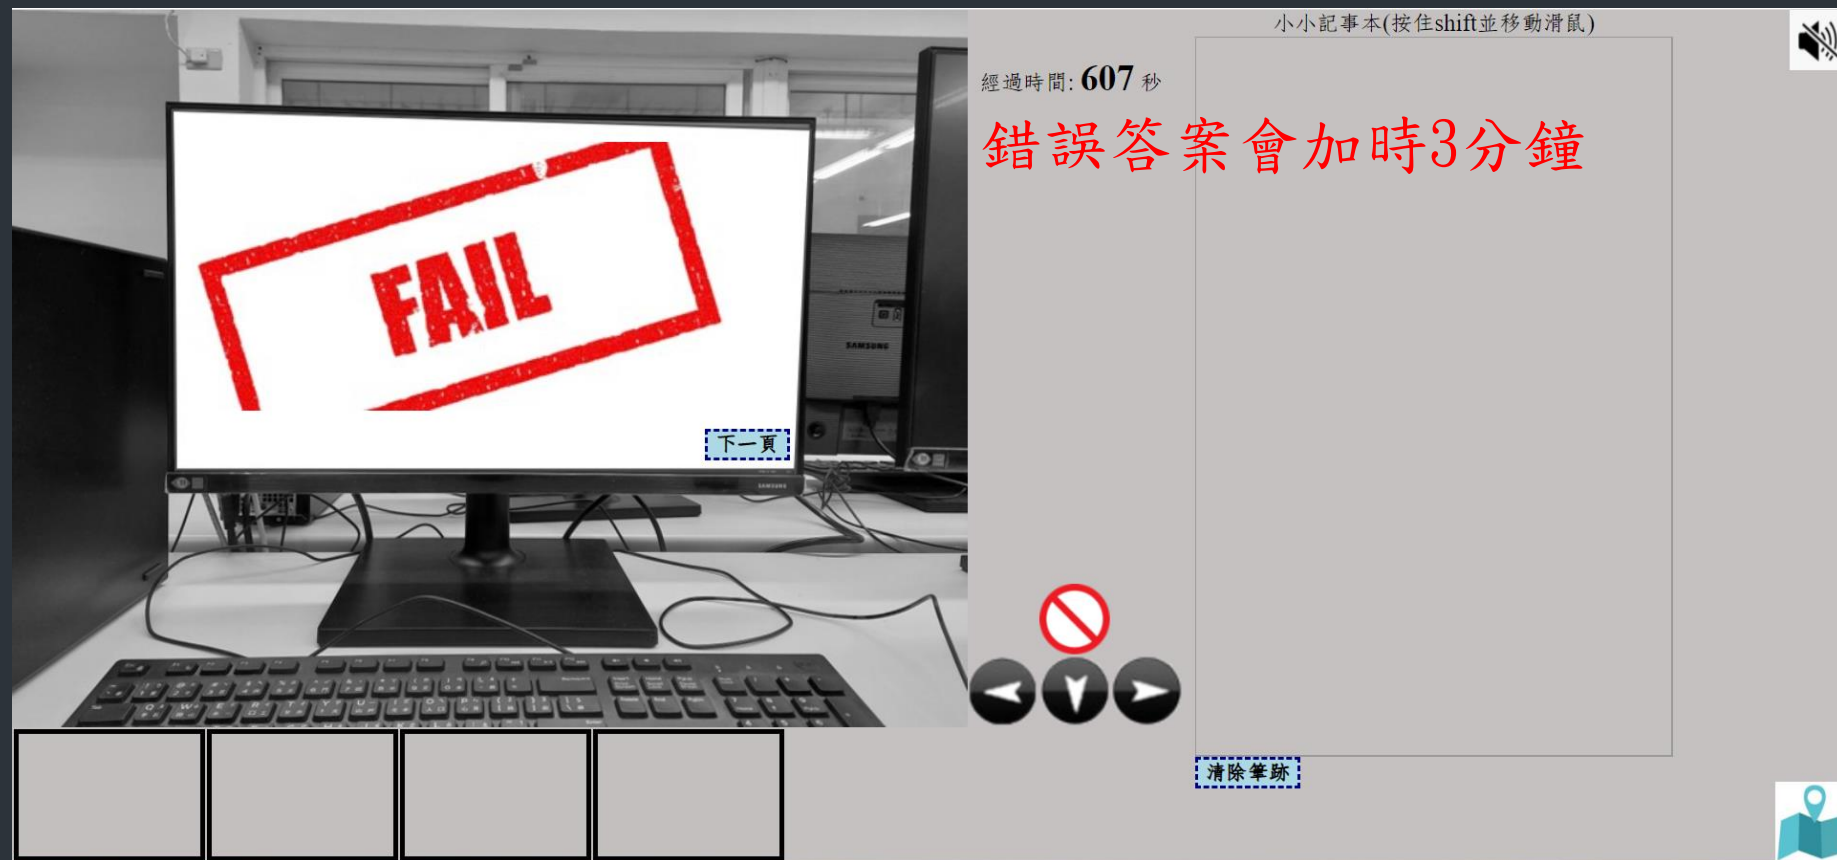 小小記事本(按住shift並移動滑鼠)
經過時間: 607 秒
錯誤答案會加時3分鐘
FAIL
下一頁
SAMSUNG
SAMSUNG
清除筆跡